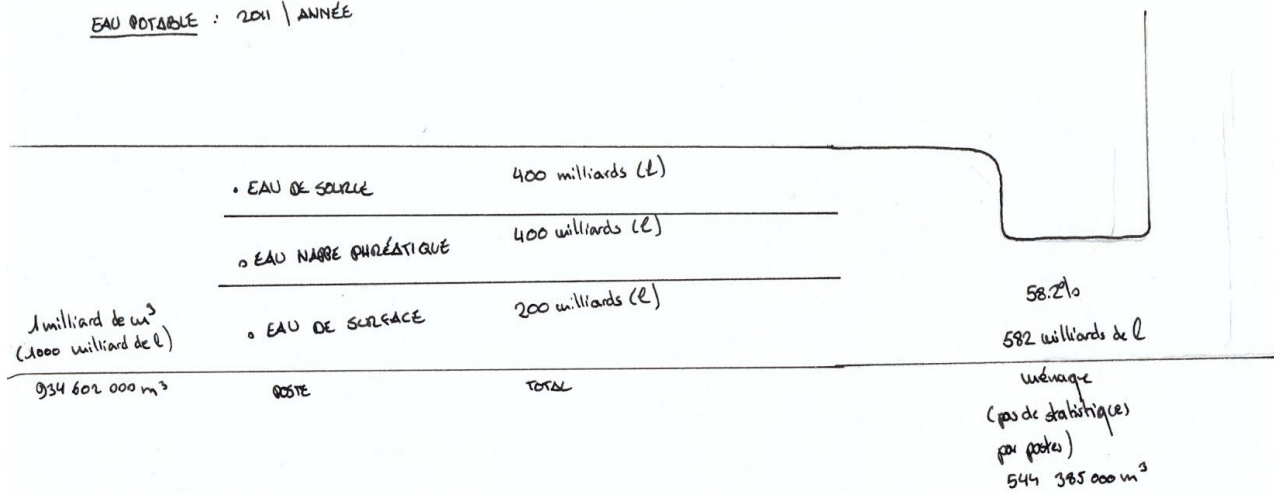 EAU POTABLE : 2011 \ ANNÉE
• EAU DE SOURCE 400 milliards (l)
• EAU NAPPE PHRÉATIQUE 400 milliards (l)
• EAU DE SURFACE 200 milliards (l)
1 milliard de m³
(1000 milliard de l)
934 602 000 m³
POSTE TOTAL
58.2%
582 milliards de l
ménage
(pas de statistiques
par postes)
544 385 000 m³